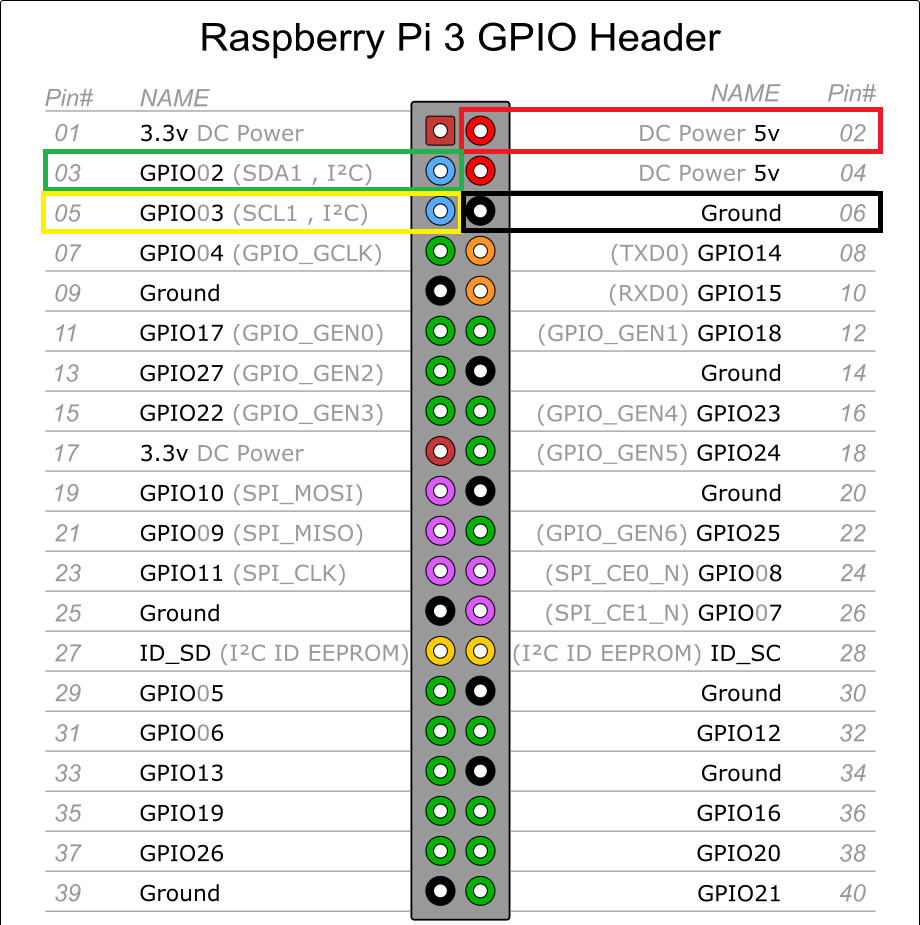 Raspberry Pi 3 GPIO Header
Pin# NAME NAME Pin#
01 3.3v DC Power DC Power 5v 02
03 GPIO02 (SDA1 , I²C) DC Power 5v 04
05 GPIO03 (SCL1 , I²C) Ground 06
07 GPIO04 (GPIO_GCLK) (TXD0) GPIO14 08
09 Ground (RXD0) GPIO15 10
11 GPIO17 (GPIO_GEN0) (GPIO_GEN1) GPIO18 12
13 GPIO27 (GPIO_GEN2) Ground 14
15 GPIO22 (GPIO_GEN3) (GPIO_GEN4) GPIO23 16
17 3.3v DC Power (GPIO_GEN5) GPIO24 18
19 GPIO10 (SPI_MOSI) Ground 20
21 GPIO09 (SPI_MISO) (GPIO_GEN6) GPIO25 22
23 GPIO11 (SPI_CLK) (SPI_CE0_N) GPIO08 24
25 Ground (SPI_CE1_N) GPIO07 26
27 ID_SD (I²C ID EEPROM) (I²C ID EEPROM) ID_SC 28
29 GPIO05 Ground 30
31 GPIO06 GPIO12 32
33 GPIO13 Ground 34
35 GPIO19 GPIO16 36
37 GPIO26 GPIO20 38
39 Ground GPIO21 40